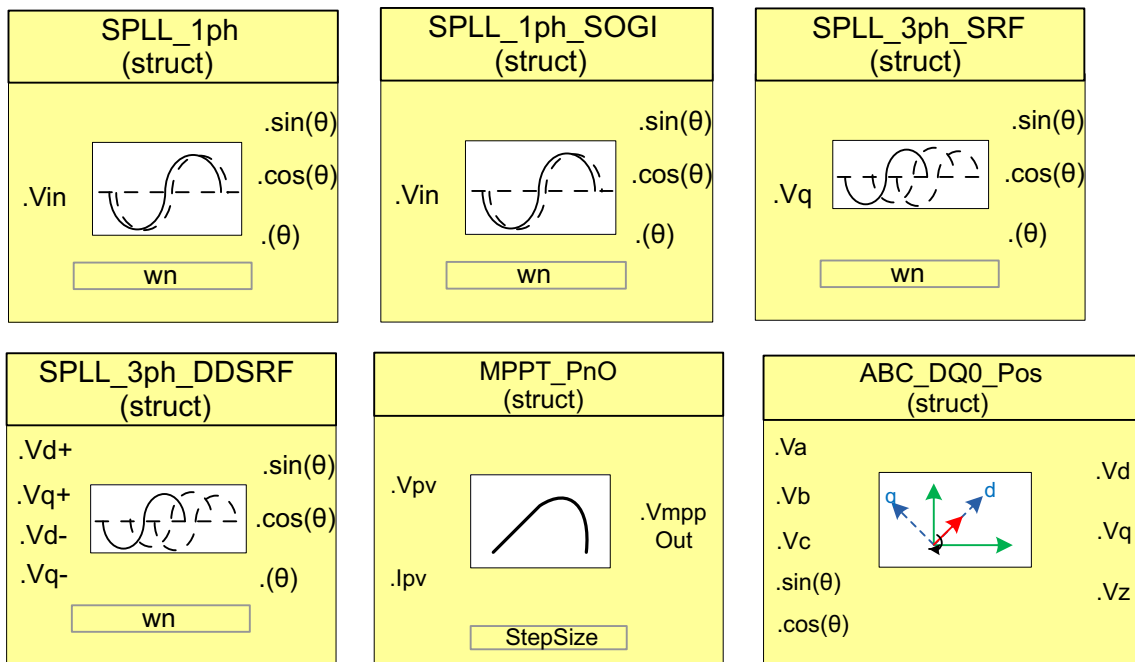 SPLL_1ph
(struct)
.Vin
.sin(θ)
.cos(θ)
.(θ)
wn
SPLL_1ph_SOGI
(struct)
.Vin
.sin(θ)
.cos(θ)
.(θ)
wn
SPLL_3ph_SRF
(struct)
.Vq
.sin(θ)
.cos(θ)
.(θ)
wn
SPLL_3ph_DDSRF
(struct)
.Vd+
.Vq+
.Vd-
.Vq-
.sin(θ)
.cos(θ)
.(θ)
wn
MPPT_PnO
(struct)
.Vpv
.Ipv
.Vmpp
Out
StepSize
ABC_DQ0_Pos
(struct)
.Va
.Vb
.Vc
.sin(θ)
.cos(θ)
q
d
.Vd
.Vq
.Vz